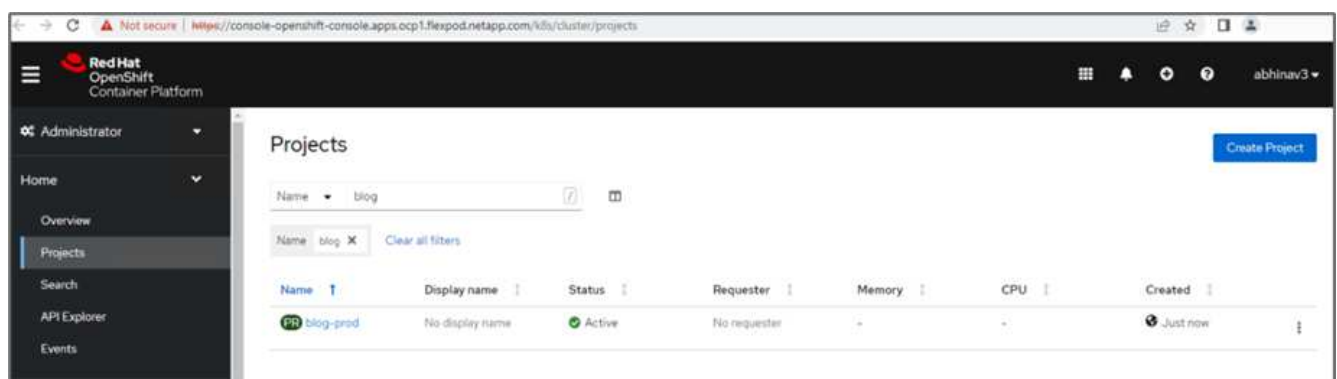 Not secure | https://console-openshift-console.apps.ocp1.flexpod.netapp.com/k8s/cluster/projects
Red Hat
OpenShift
Container Platform
abhinav3
Administrator
Projects
Create Project
Home
Name blog /
Overview
Name blog X Clear all filters
Projects
Search
Name Display name Status Requester Memory CPU Created
API Explorer
PR blog-prod No display name Active No requester - - Just now
Events